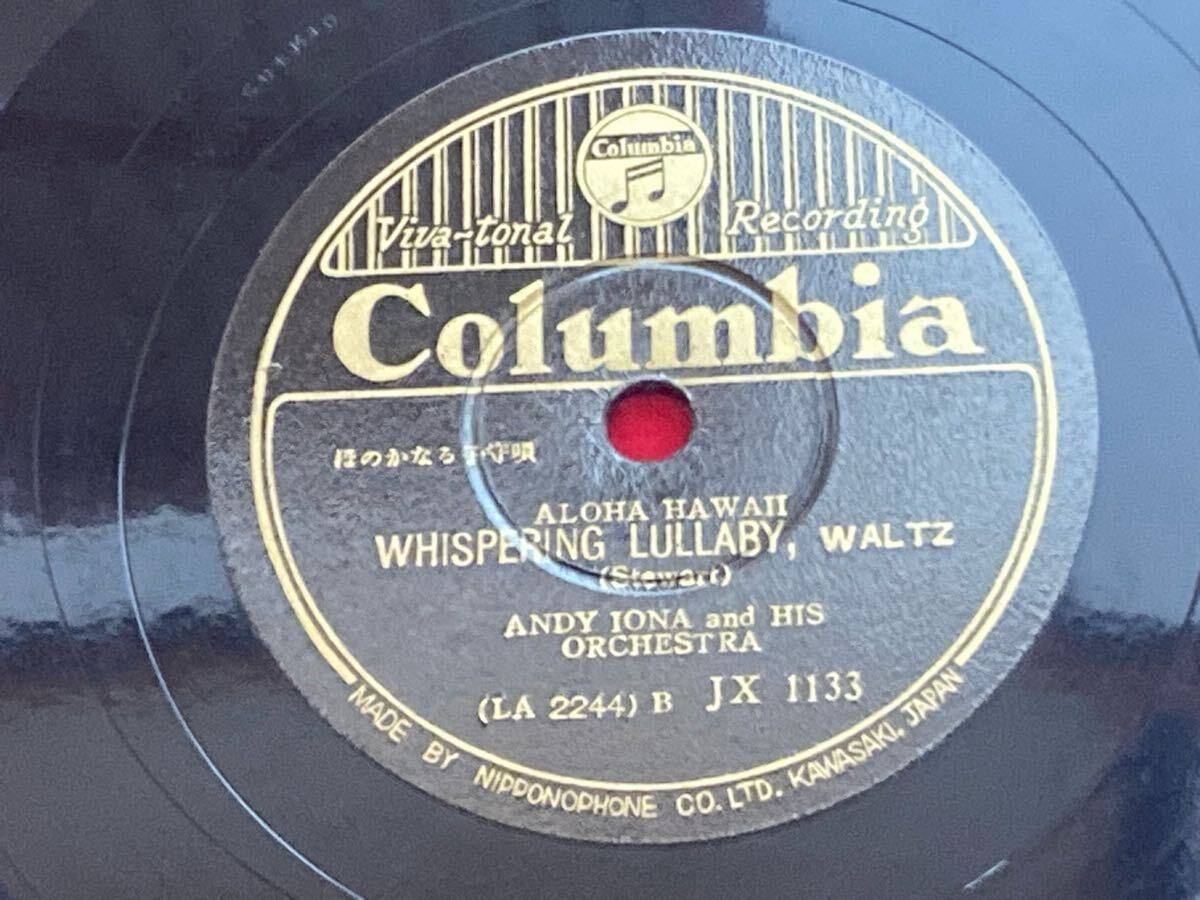 Columbia
Viva-tonal Recording
Columbia
ほのかなる子守唄
ALOHA HAWAII
WHISPERING LULLABY, WALTZ
(Stewart)
ANDY IONA and HIS
ORCHESTRA
(LA 2244) B JX 1133
MADE BY NIPPONOPHONE CO. LTD. KAWASAKI, JAPAN